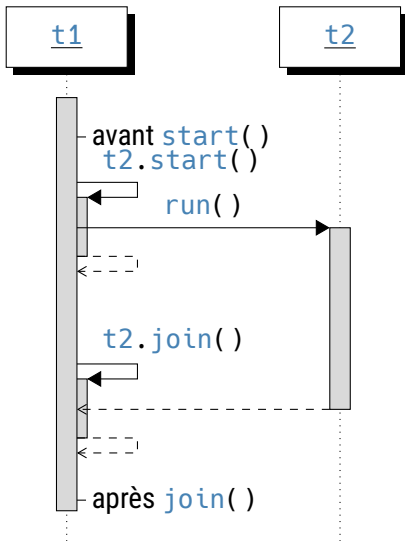 t1
t2
avant start()
t2.start()
run()
t2.join()
après join()